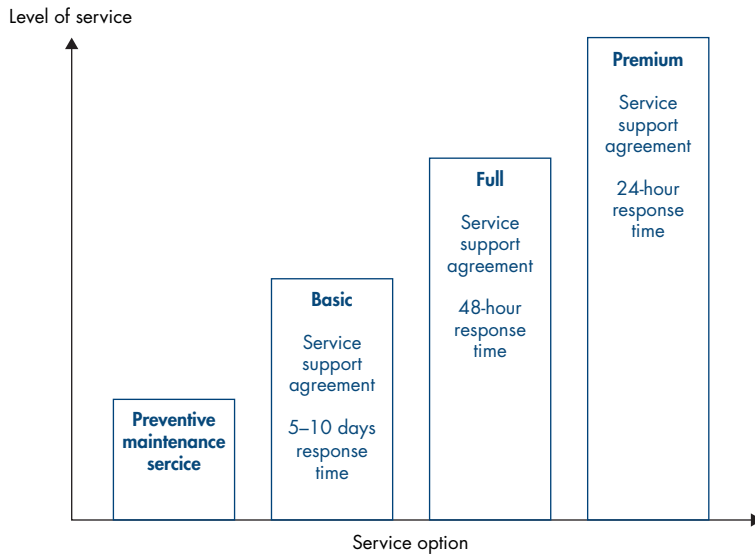 Level of service
Preventive
maintenance
sercice
Basic
Service
support
agreement
5–10 days
response
time
Full
Service
support
agreement
48-hour
response
time
Premium
Service
support
agreement
24-hour
response
time
Service option